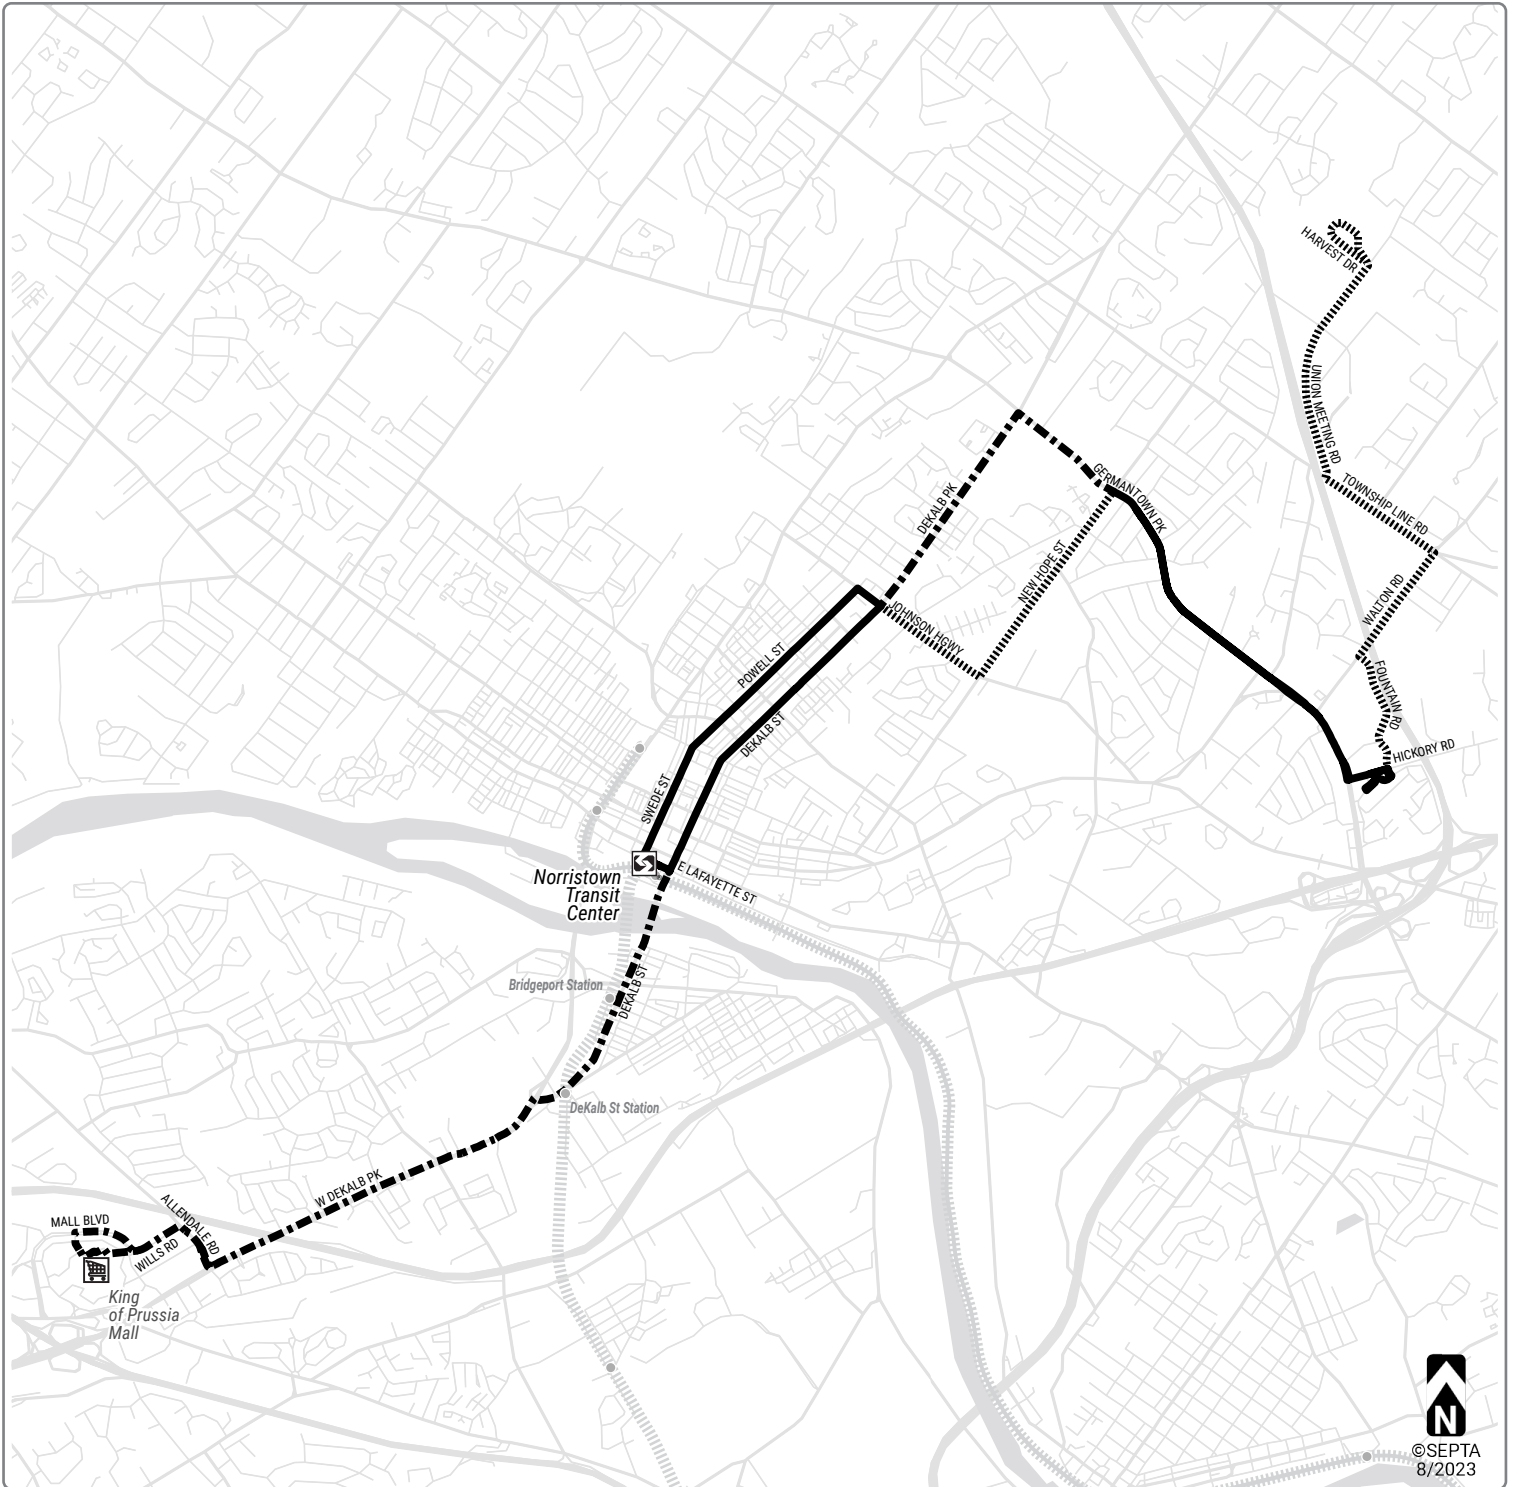 HARVEST DR
UNION MEETING RD
TOWNSHIP LINE RD
GERMANTOWN PK
DEKALB PK
NEW HOPE ST
WALTON RD
JOHNSON HGWY
POWELL ST
FOUNTAIN RD
DEKALB ST
HICKORY RD
SWEDE ST
E LAFAYETTE ST
Norristown
Transit
Center
Bridgeport Station
DEKALB ST
DeKalb St Station
W DEKALB PK
ALLENDALE RD
MALL BLVD
WILLS RD
King
of Prussia
Mall
N
©SEPTA
8/2023